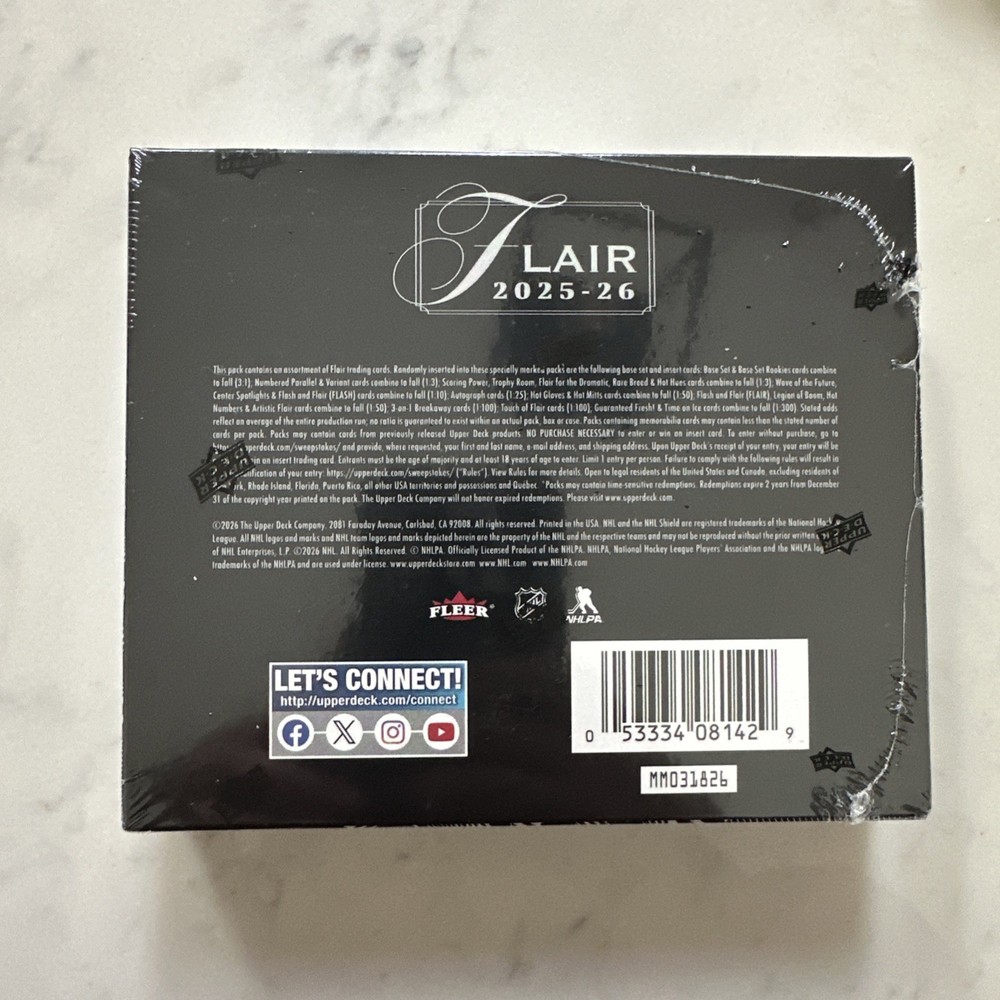 FLAIR
2025-26
This pack contains an assortment of Flair trading cards. Randomly inserted into these specially marked packs are the following base set and insert cards: Base Set & Base Set Rookies cards combine
to fall (3:1), Numbered Parallel & Variant cards combine to fall (1:3); Scoring Power, Trophy Room, Flair for the Dramatic, Rare Breed & Hot Hues cards combine to fall (1:3), Wave of the Future,
Center Spotlights & Flash and Flair (FLASH) cards combine to fall (1:10); Autograph cards (1:25); Hot Gloves & Hot Mitts cards combine to fall (1:50); Flash and Flair (FLAIR), Legion of Boom, Hot
Numbers & Artistic Flair cards combine to fall (1:50); 3-on-1 Breakaway cards (1:100); Touch of Flair cards (1:100), Guaranteed Fresh! & Time on Ice cards combine to fall (1:300). Stated odds
reflect an average of the entire production run; no ratio is guaranteed to exist within an actual pack, box or case. Packs containing memorabilia cards may contain less than the stated number of
cards per pack. Packs may contain cards from previously released Upper Deck products. NO PURCHASE NECESSARY to enter or win an insert card. To enter without purchase, go to
upperdeck.com/sweepstakes/ and provide, where requested, your first and last name, e-mail address, and shipping address. Upon Upper Deck's receipt of your entry, your entry will be
in an insert trading card. Entrants must be the age of majority and at least 18 years of age to enter. Limit 1 entry per person. Failure to comply with the following rules will result in
of your entry: https://upperdeck.com/sweepstakes/ ("Rules"). View Rules for more details. Open to legal residents of the United States and Canada, excluding residents of
Rhode Island, Florida, Puerto Rico, all other USA territories and possessions and Québec. *Packs may contain time-sensitive redemptions. Redemptions expire 2 years from December
31 of the copyright year printed on the pack. The Upper Deck Company will not honor expired redemptions. Please visit www.upperdeck.com.
©2026 The Upper Deck Company. 2081 Faraday Avenue, Carlsbad, CA 92008. All rights reserved. Printed in the USA. NHL and the NHL Shield are registered trademarks of the National
League. All NHL logos and marks and NHL team logos and marks depicted herein are the property of the NHL and the respective teams and may not be reproduced without the prior written
of NHL Enterprises, L.P. ©2026 NHL. All Rights Reserved. © NHLPA. Officially Licensed Product of the NHLPA. NHLPA, National Hockey League Players' Association and the NHLPA
trademarks of the NHLPA and are used under license. www.upperdeckstore.com www.NHL.com www.NHLPA.com
FLEER® NHL NHLPA
LET'S CONNECT!
http://upperdeck.com/connect
0 53334 08142 9
MM031826
UPPER DECK